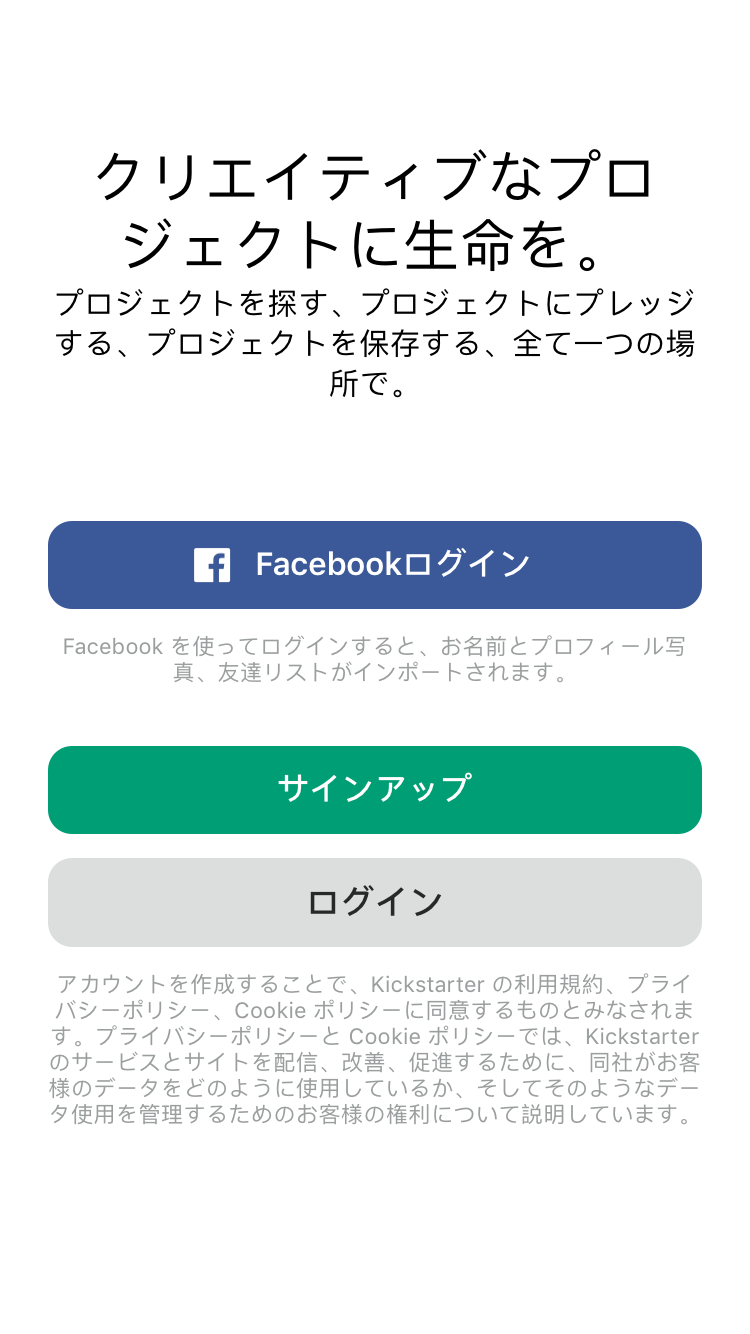 クリエイティブなプロ
ジェクトに生命を。
プロジェクトを探す、プロジェクトにプレッジ
する、プロジェクトを保存する、全て一つの場
所で。
Facebookログイン
Facebook を使ってログインすると、お名前とプロフィール写
真、友達リストがインポートされます。
サインアップ
ログイン
アカウントを作成することで、Kickstarter の利用規約、プライ
バシーポリシー、Cookie ポリシーに同意するものとみなされま
す。プライバシーポリシーと Cookie ポリシーでは、Kickstarter
のサービスとサイトを配信、改善、促進するために、同社がお客
様のデータをどのように使用しているか、そしてそのようなデー
タ使用を管理するためのお客様の権利について説明しています。